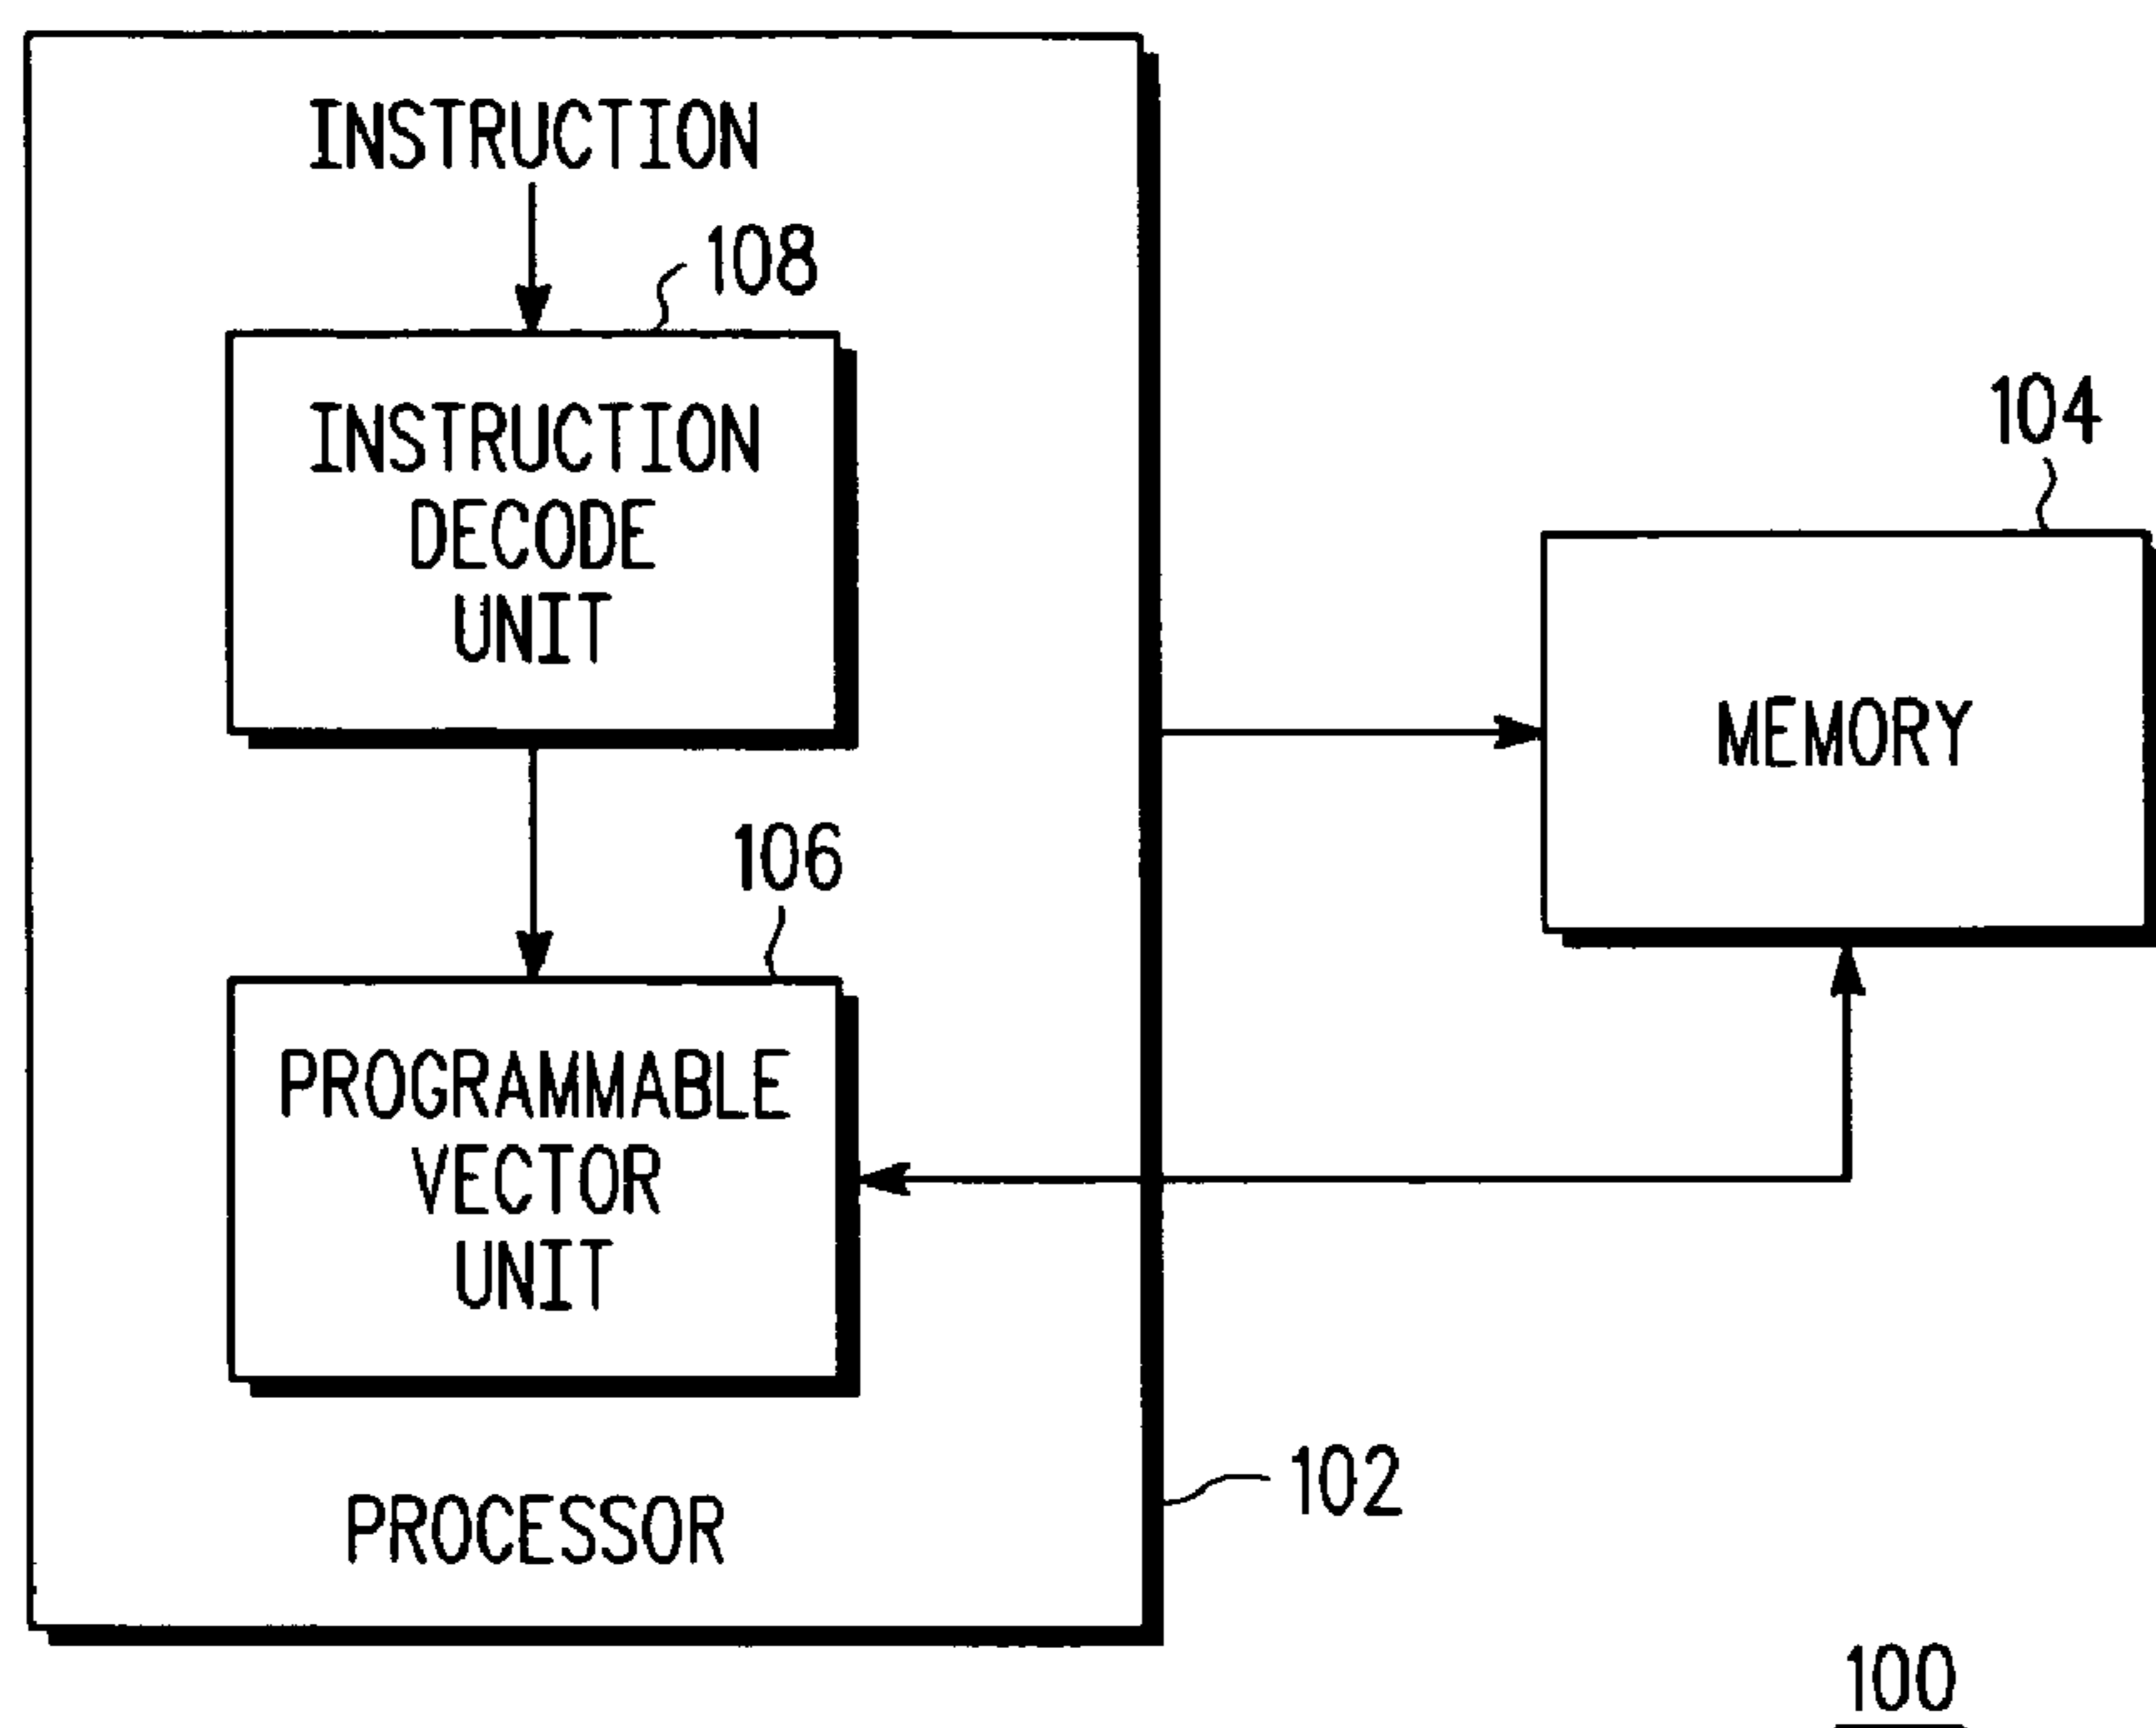 INSTRUCTION
108
INSTRUCTION
DECODE
UNIT
104
MEMORY
106
PROGRAMMABLE
VECTOR
UNIT
102
PROCESSOR
100